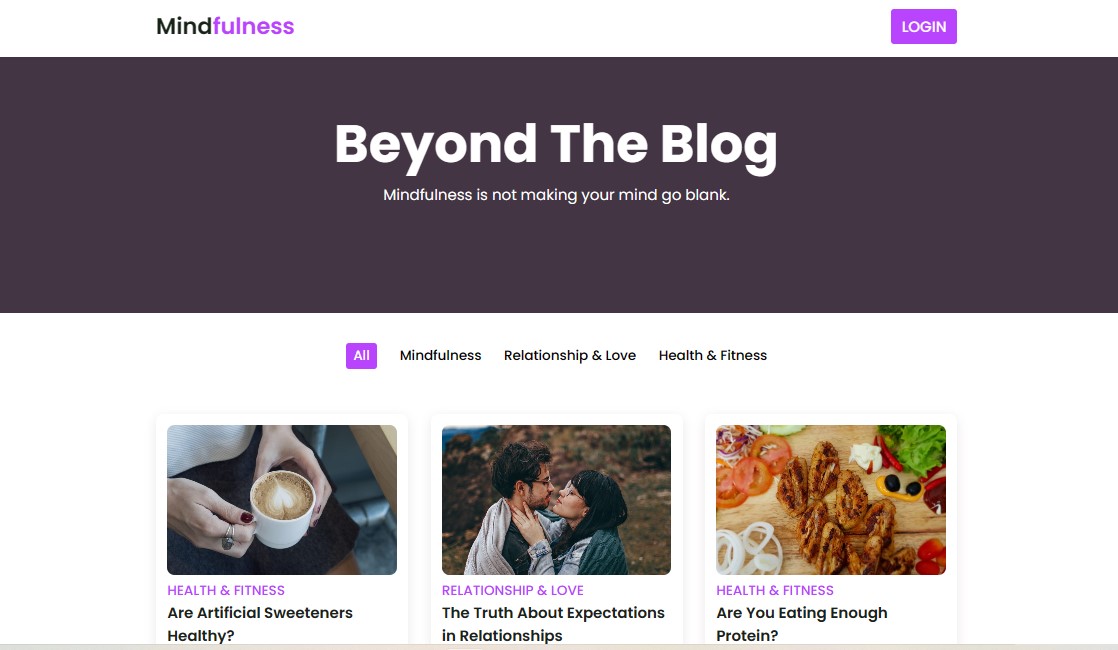 Mindfulness
LOGIN
Beyond The Blog
Mindfulness is not making your mind go blank.
All
Mindfulness
Relationship & Love
Health & Fitness
HEALTH & FITNESS
Are Artificial Sweeteners
Healthy?
RELATIONSHIP & LOVE
The Truth About Expectations
in Relationships
HEALTH & FITNESS
Are You Eating Enough
Protein?